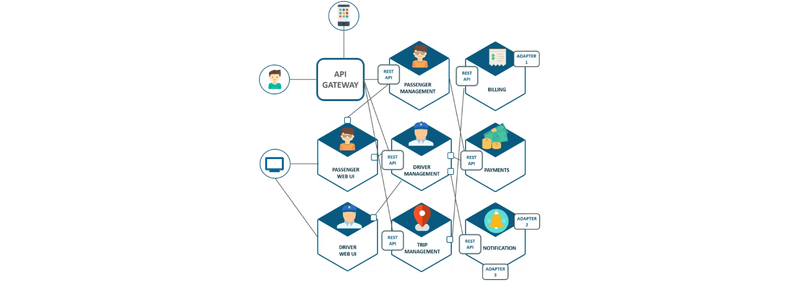 API
GATEWAY
REST
API
PASSENGER
MANAGEMENT
REST
API
ADAPTER
1
BILLING
PASSENGER
WEB UI
REST
API
DRIVER
MANAGEMENT
REST
API
PAYMENTS
DRIVER
WEB UI
REST
API
TRIP
MANAGEMENT
REST
API
ADAPTER
2
NOTIFICATION
ADAPTER
3